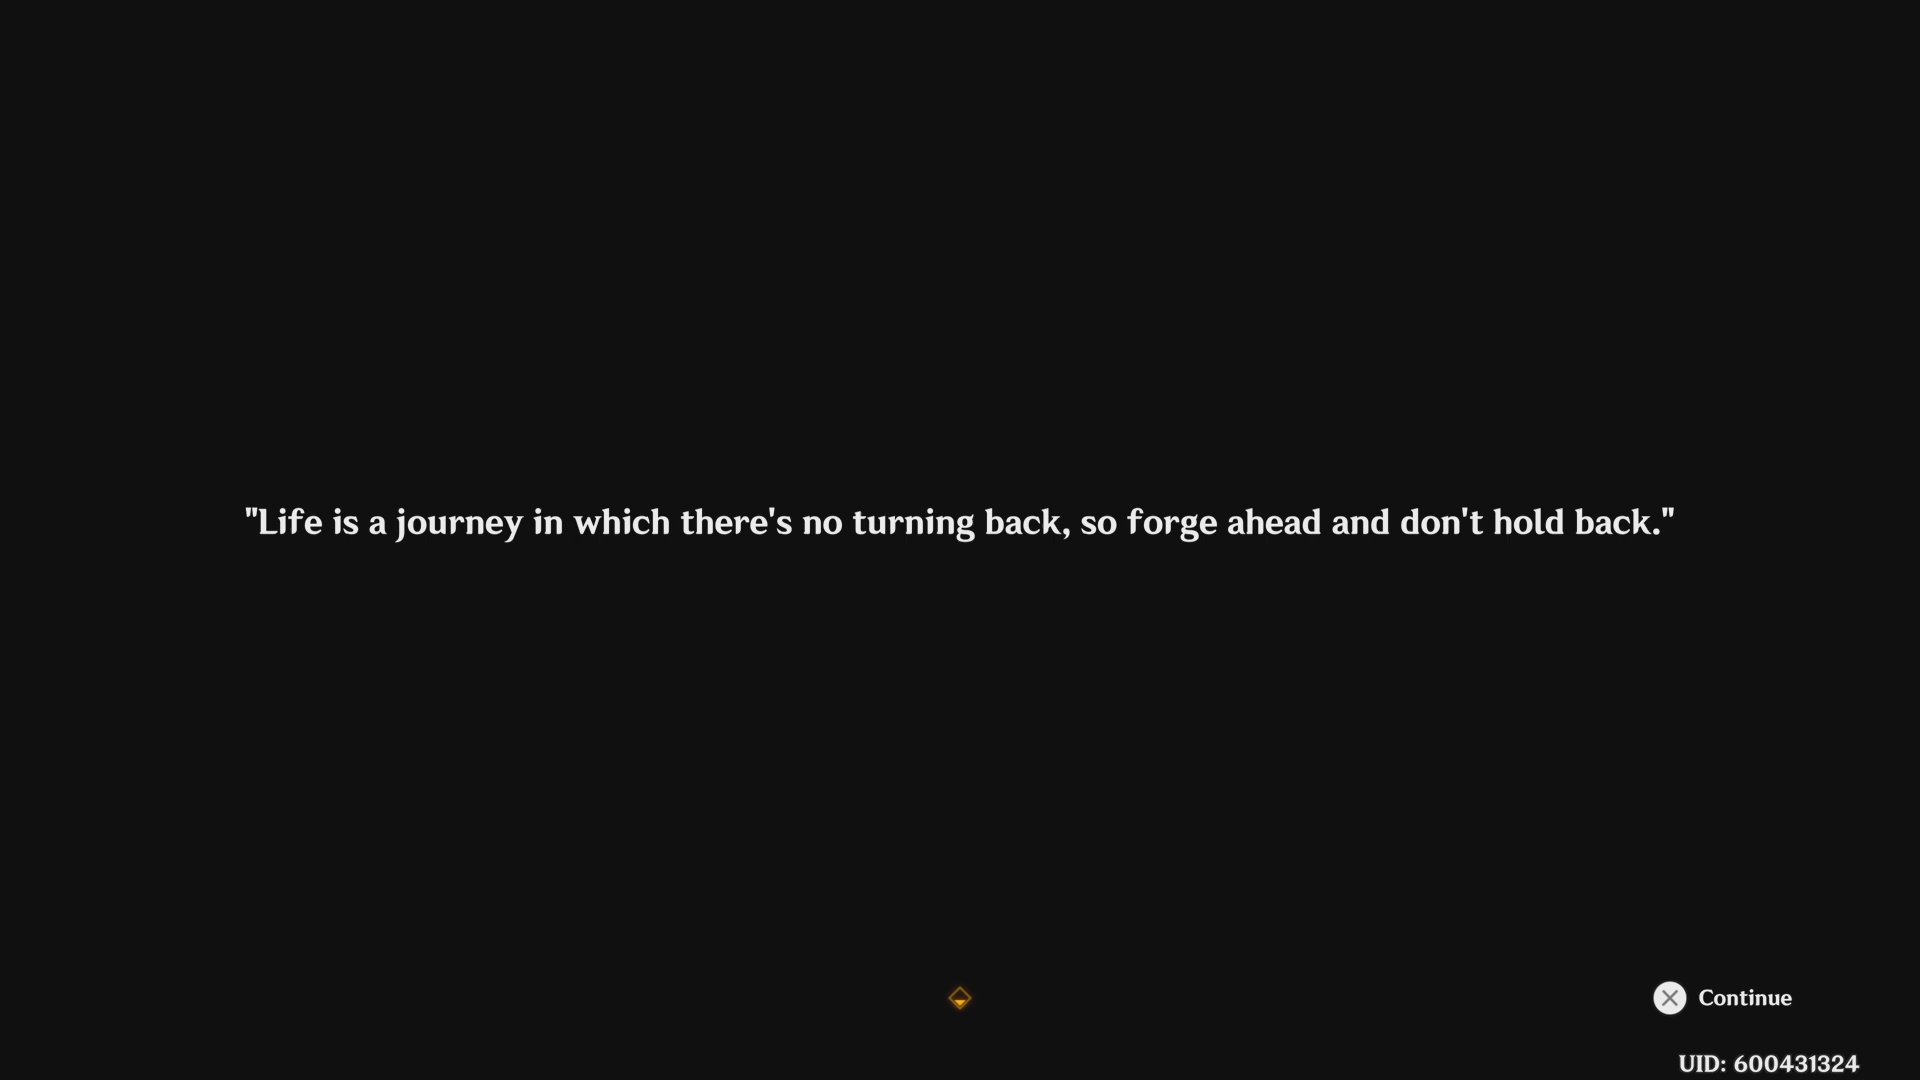 "Life is a journey in which there's no turning back, so forge ahead and don't hold back."
Continue
UID: 600431324